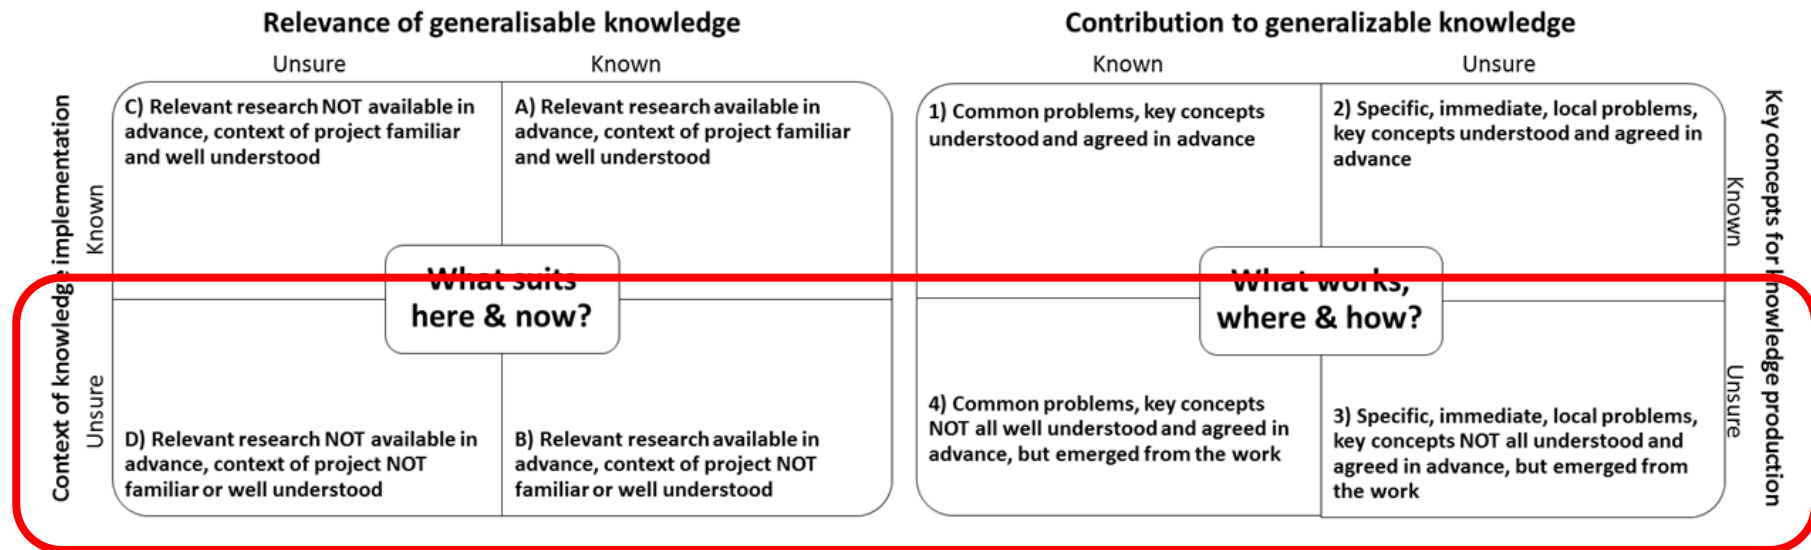 Relevance of generalisable knowledge
Unsure
Known
Context of knowledge implementation
Known
Unsure
C) Relevant research NOT available in
advance, context of project familiar
and well understood
A) Relevant research available in
advance, context of project familiar
and well understood
What suits
here & now?
D) Relevant research NOT available in
advance, context of project NOT
familiar or well understood
B) Relevant research available in
advance, context of project NOT
familiar or well understood
Contribution to generalizable knowledge
Known
Unsure
1) Common problems, key concepts
understood and agreed in advance
2) Specific, immediate, local problems,
key concepts understood and agreed in
advance
What works,
where & how?
4) Common problems, key concepts
NOT all well understood and agreed in
advance, but emerged from the work
3) Specific, immediate, local problems,
key concepts NOT all understood and
agreed in advance, but emerged from
the work
Known
Unsure
Key concepts for knowledge production